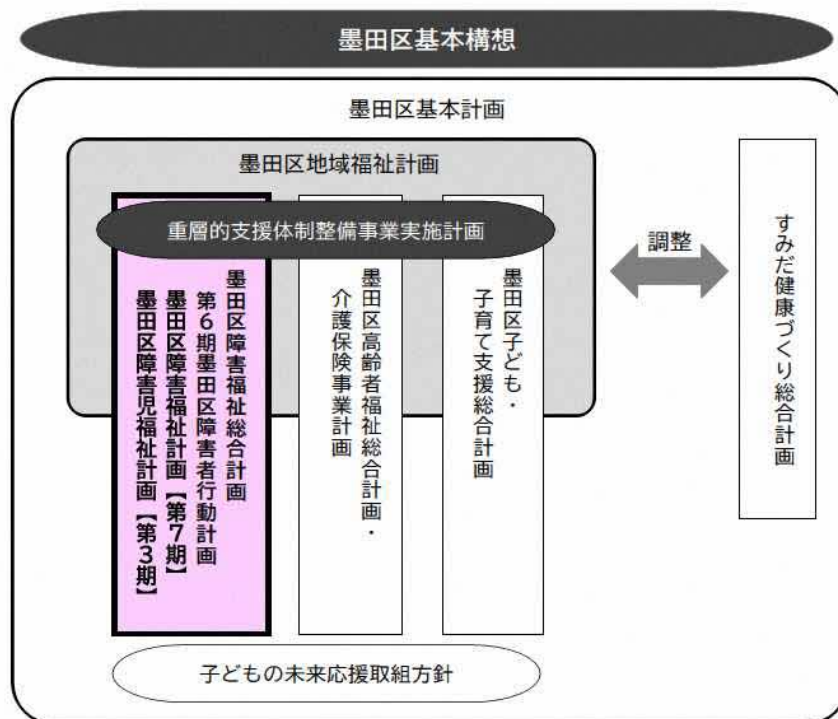 墨田区基本構想
墨田区基本計画
墨田区地域福祉計画
重層的支援体制整備事業実施計画
墨田区障害福祉総合計画
第6期墨田区障害者行動計画
墨田区障害福祉計画【第7期】
墨田区障害児福祉計画【第3期】
墨田区高齢者福祉総合計画・
介護保険事業計画
墨田区子ども・
子育て支援総合計画
調整
すみだ健康づくり総合計画
子どもの未来応援取組方針